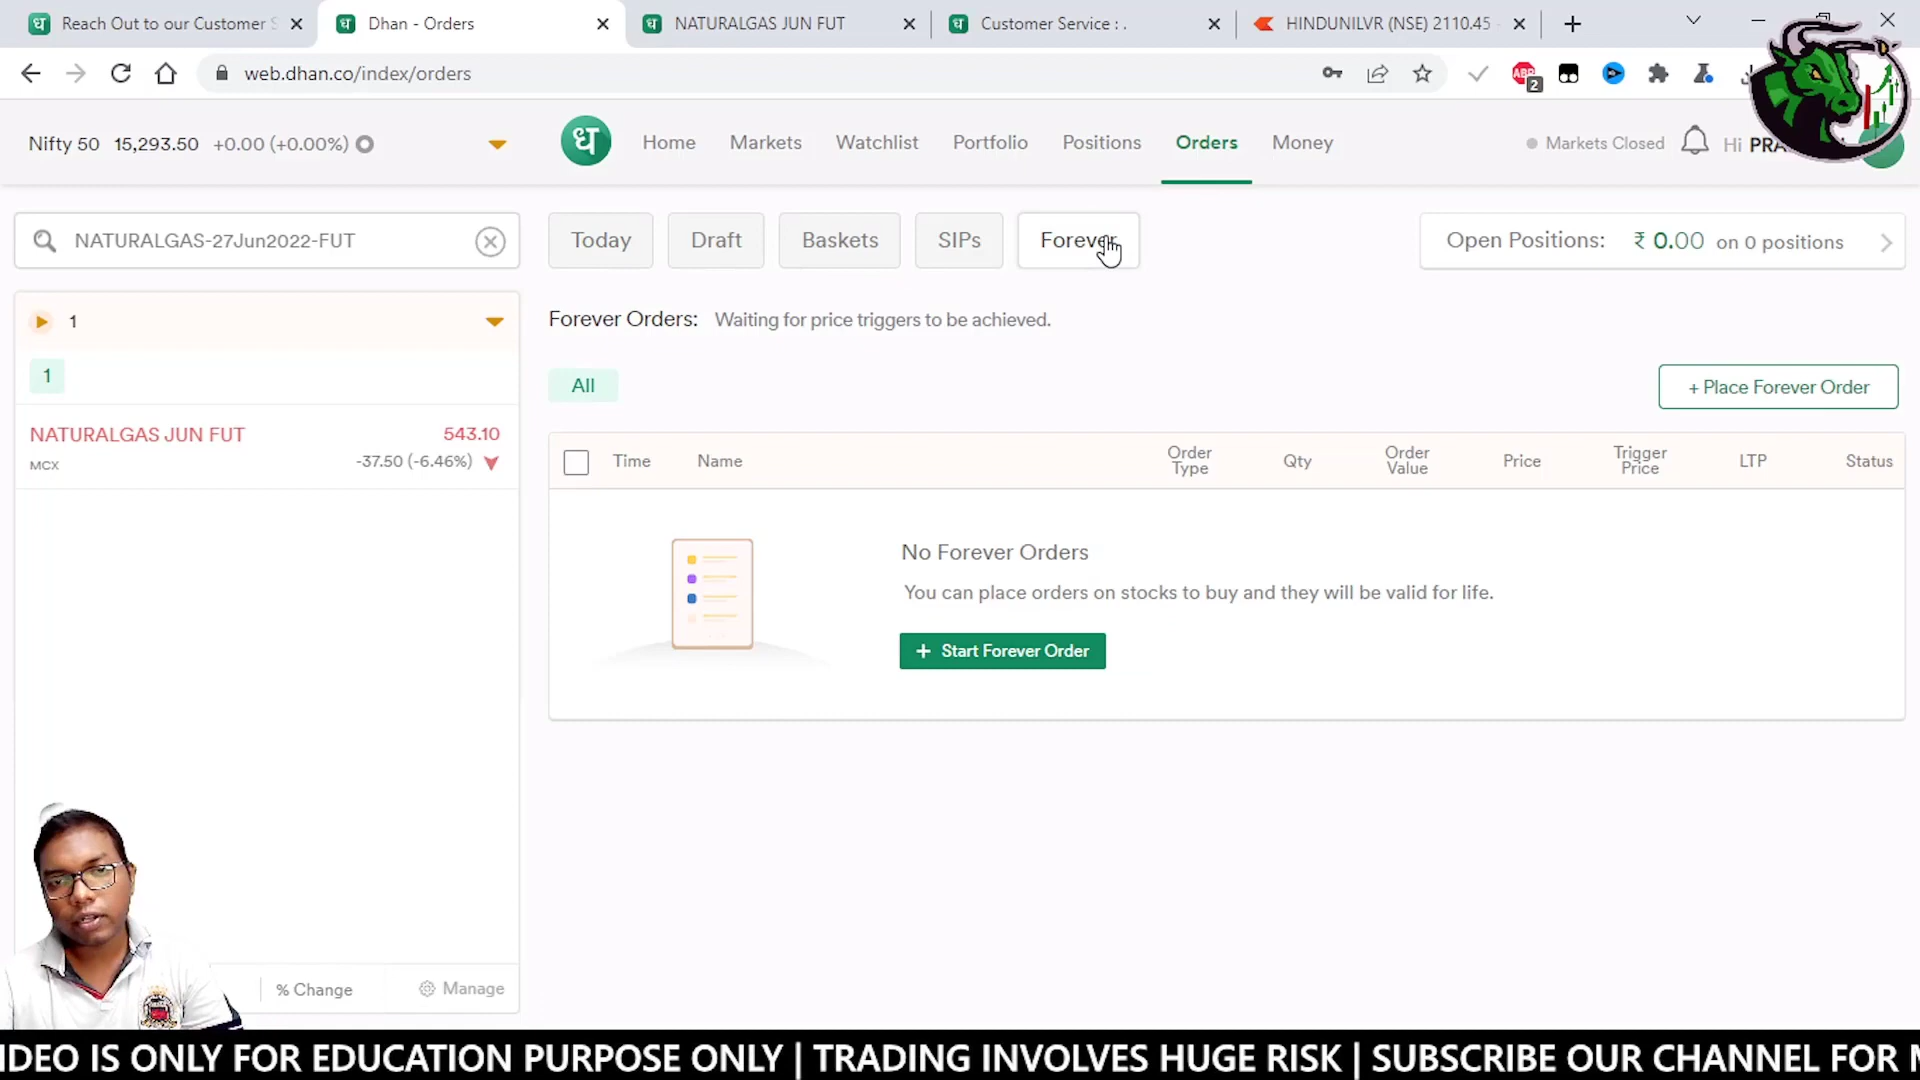 Reach Out to our Customer S
Dhan - Orders
NATURALGAS JUN FUT
Customer Service : .
HINDUNILVR (NSE) 2110.45
web.dhan.co/index/orders
ABP
2
Nifty 50 15,293.50 +0.00 (+0.00%)
ध
Home
Markets
Watchlist
Portfolio
Positions
Orders
Money
Markets Closed
Hi
NATURALGAS-27Jun2022-FUT
Today
Draft
Baskets
SIPs
Forever
Open Positions: ₹ 0.00 on 0 positions
1
1
NATURALGAS JUN FUT 543.10
MCX -37.50 (-6.46%)
Forever Orders: Waiting for price triggers to be achieved.
All
+ Place Forever Order
Time
Name
Order Type
Qty
Order Value
Price
Trigger Price
LTP
Status
No Forever Orders
You can place orders on stocks to buy and they will be valid for life.
+ Start Forever Order
% Change
Manage
IDEO IS ONLY FOR EDUCATION PURPOSE ONLY | TRADING INVOLVES HUGE RISK | SUBSCRIBE OUR CHANNEL FOR